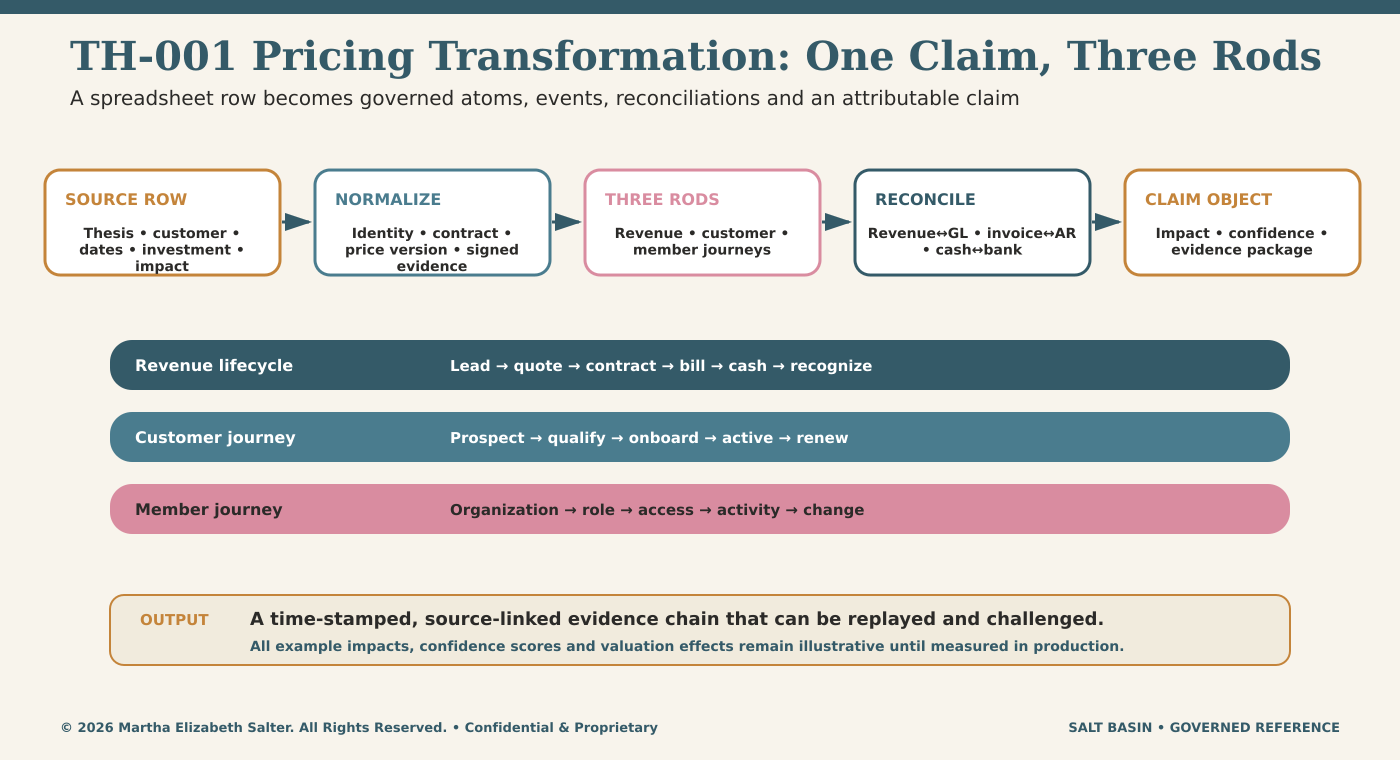 TH-001 Pricing Transformation: One Claim, Three Rods
A spreadsheet row becomes governed atoms, events, reconciliations and an attributable claim
SOURCE ROW
Thesis • customer •
dates • investment •
impact
NORMALIZE
Identity • contract •
price version • signed
evidence
THREE RODS
Revenue • customer •
member journeys
RECONCILE
Revenue↔GL • invoice↔AR
• cash↔bank
CLAIM OBJECT
Impact • confidence •
evidence package
Revenue lifecycle
Lead → quote → contract → bill → cash → recognize
Customer journey
Prospect → qualify → onboard → active → renew
Member journey
Organization → role → access → activity → change
OUTPUT
A time-stamped, source-linked evidence chain that can be replayed and challenged.
All example impacts, confidence scores and valuation effects remain illustrative until measured in production.
© 2026 Martha Elizabeth Salter. All Rights Reserved. • Confidential & Proprietary
SALT BASIN • GOVERNED REFERENCE